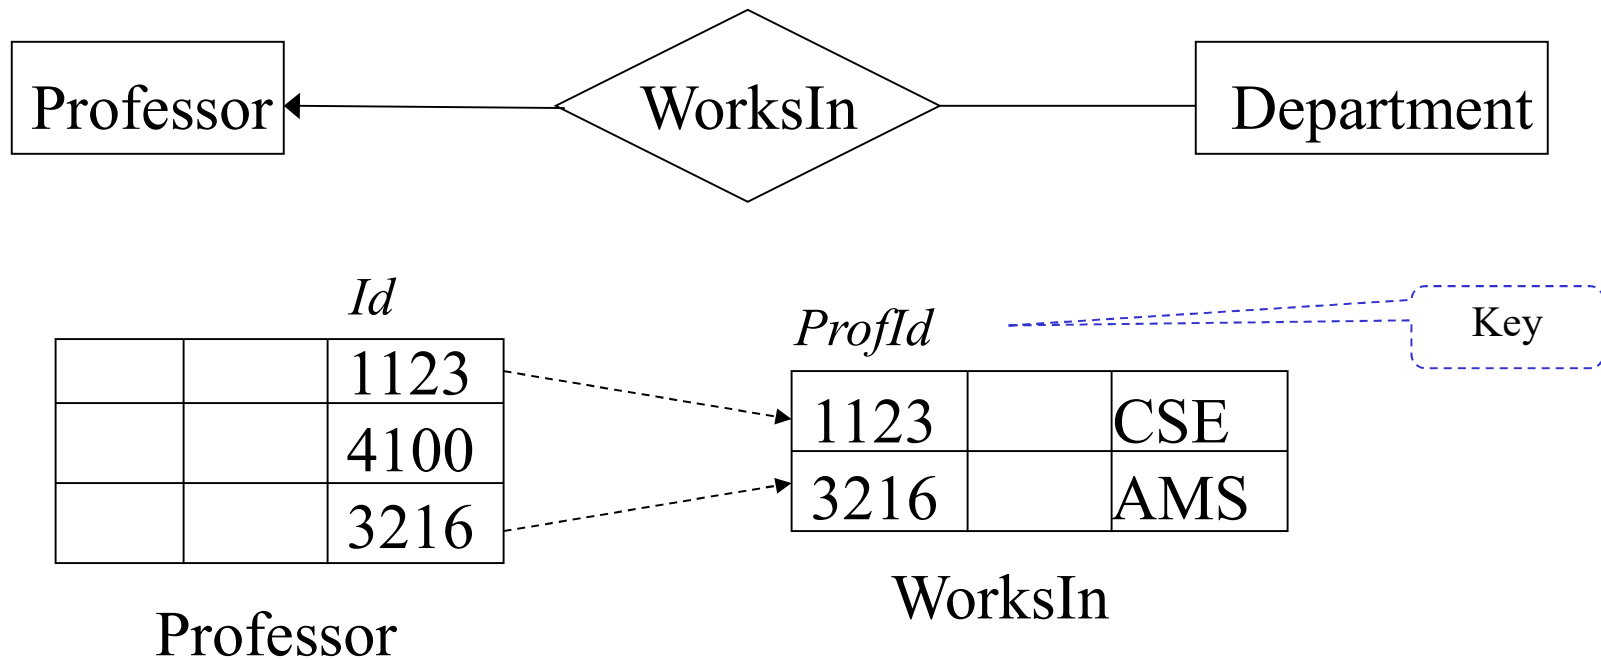 Professor
WorksIn
Department
Id
ProfId
Key
1123
4100
3216
1123
CSE
3216
AMS
Professor
WorksIn